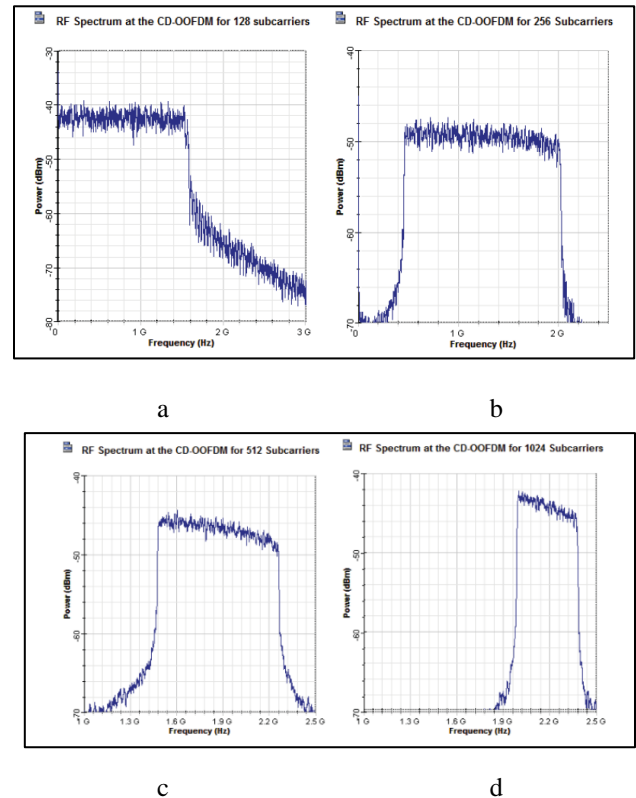 RF Spectrum at the CD-OOFDM for 128 subcarriers
Power (dBm)
-30
-40
-50
-60
-70
-80
0
1 G
2 G
3 G
Frequency (Hz)
RF Spectrum at the CD-OOFDM for 256 Subcarriers
Power (dBm)
-40
-50
-60
-70
0
1 G
2 G
Frequency (Hz)
a
b
RF Spectrum at the CD-OOFDM for 512 Subcarriers
Power (dBm)
-40
-50
-60
-70
1 G
1.3 G
1.6 G
1.9 G
2.2 G
2.5 G
Frequency (Hz)
RF Spectrum at the CD-OOFDM for 1024 Subcarriers
Power (dBm)
-40
-50
-60
-70
1 G
1.3 G
1.6 G
1.9 G
2.2 G
2.5 G
Frequency (Hz)
c
d